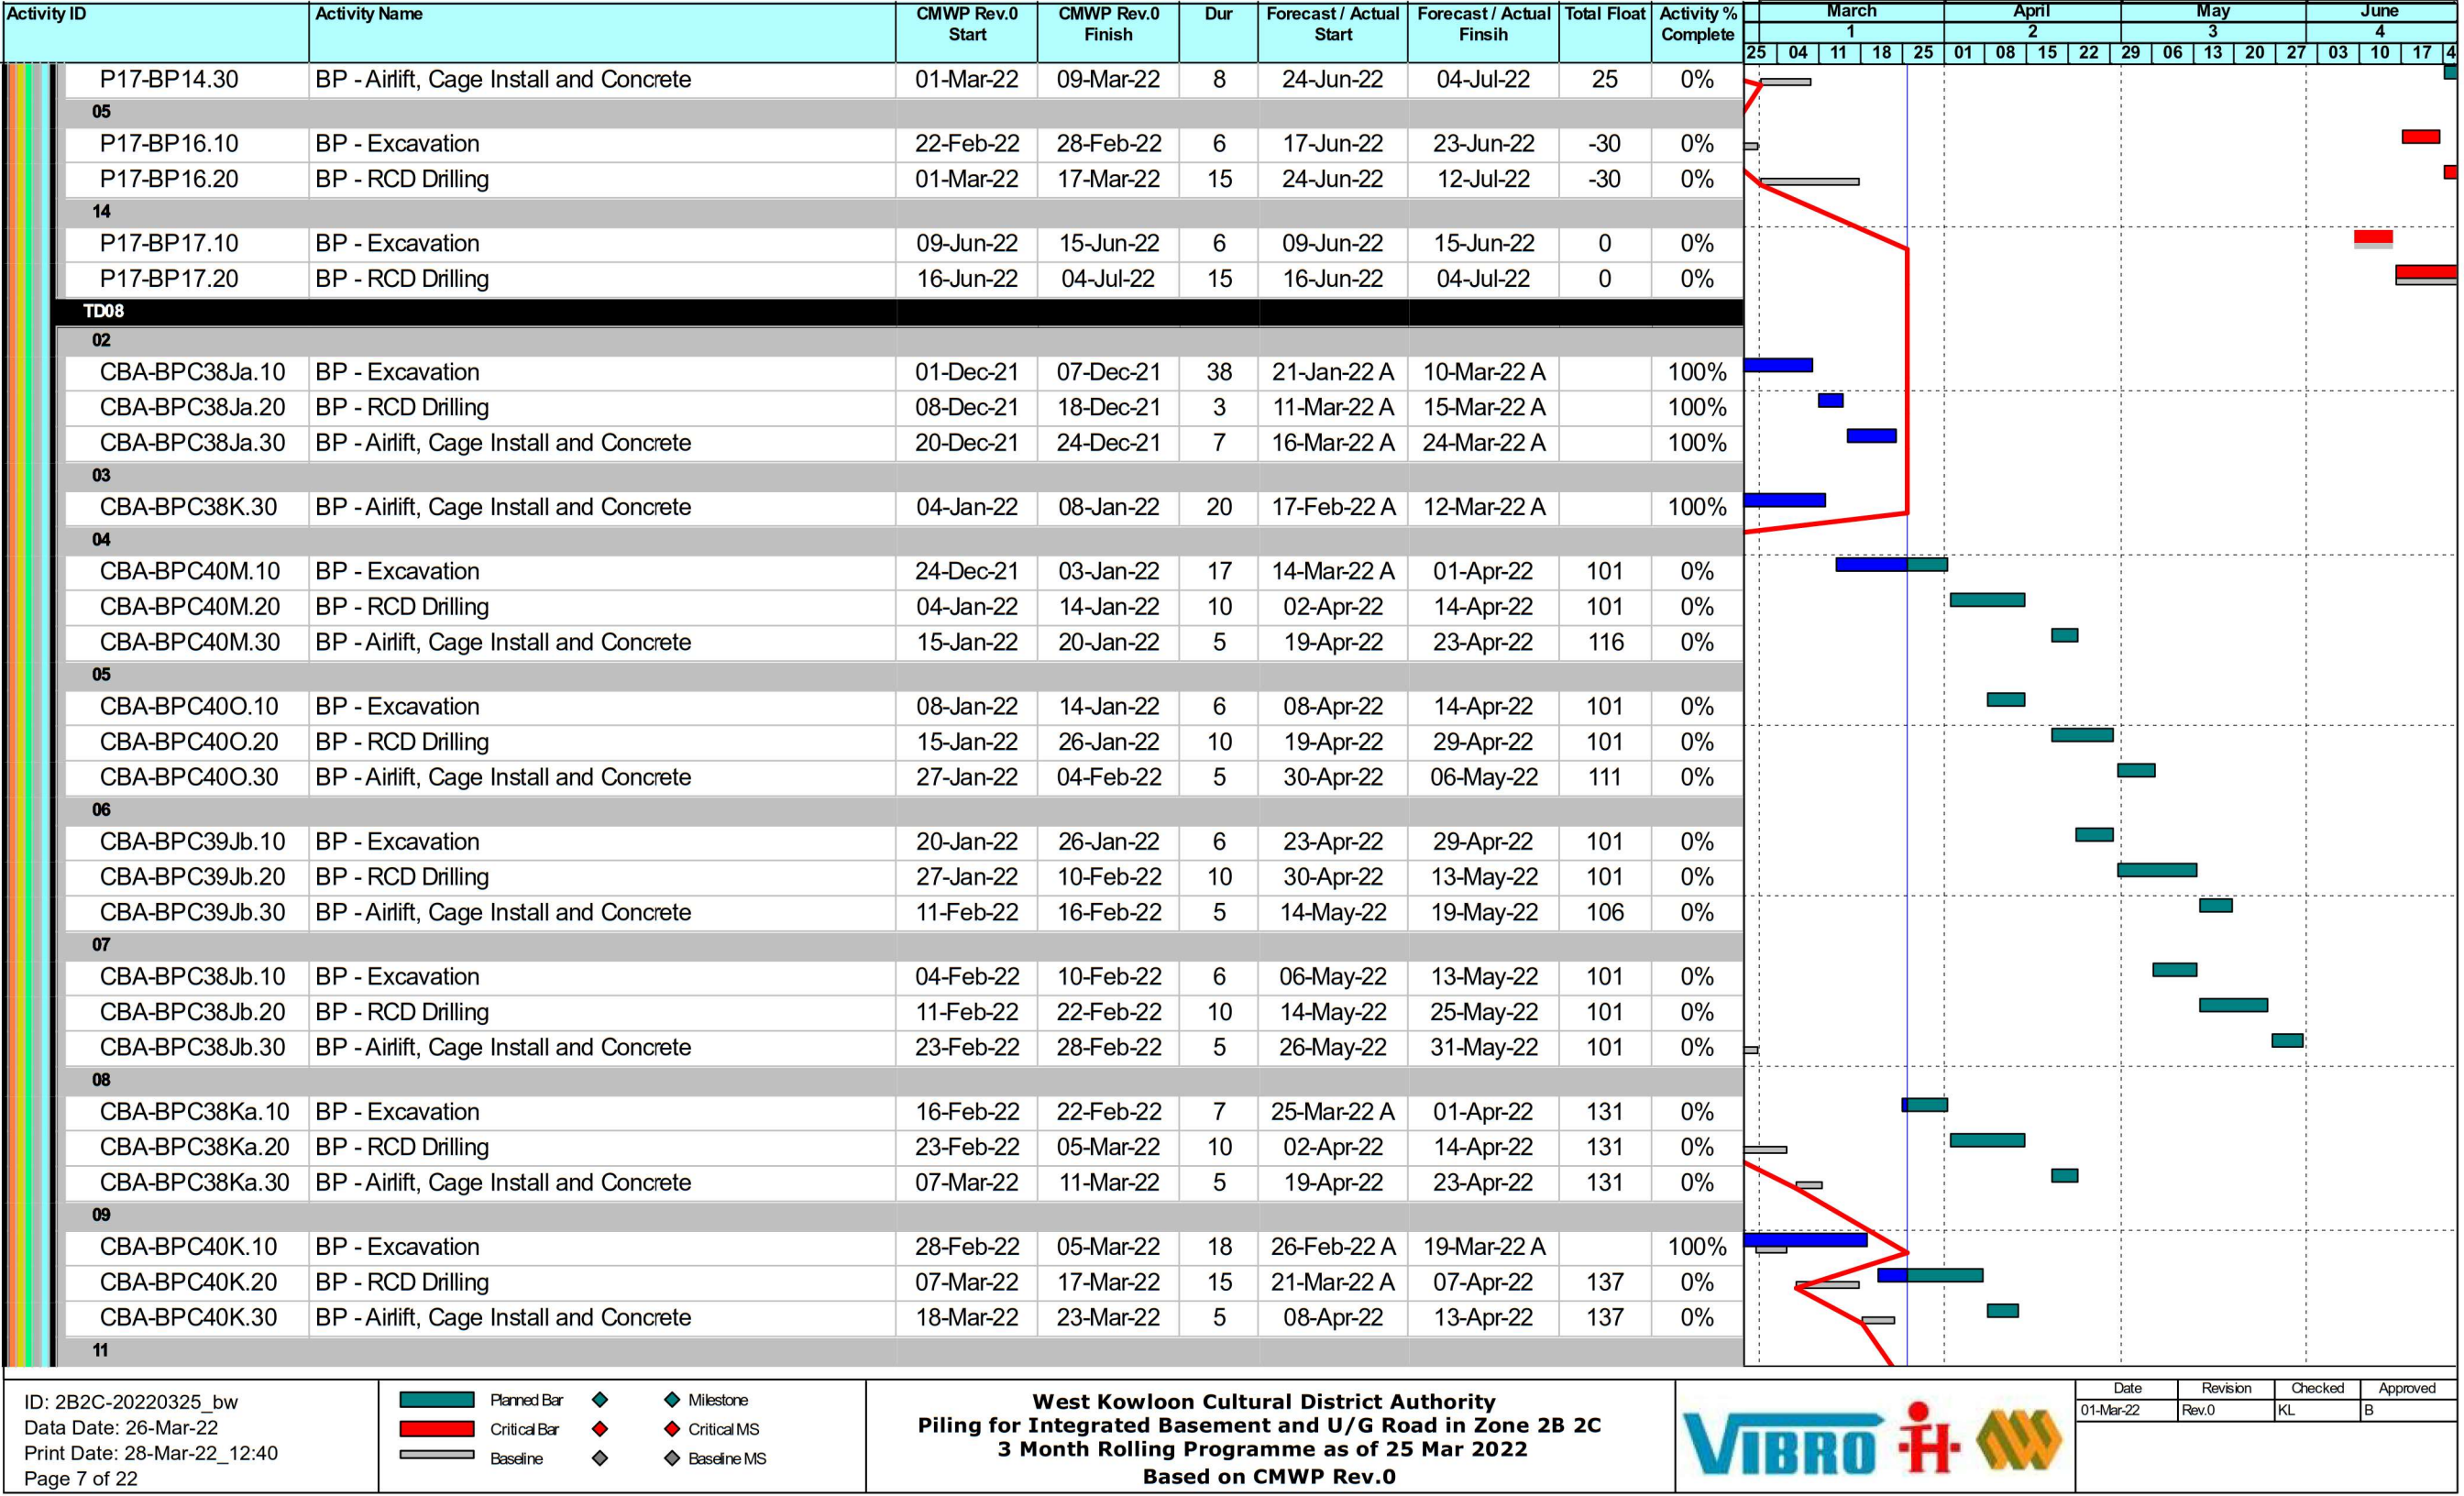 Activity ID Activity Name CMWP Rev.0 Start CMWP Rev.0 Finish Dur Forecast / Actual Start Forecast / Actual Finsih Total Float Activity % Complete March April May June
1 2 3 4
25 04 11 18 25 01 08 15 22 29 06 13 20 27 03 10 17 4
P17-BP14.30 BP - Airlift, Cage Install and Concrete 01-Mar-22 09-Mar-22 8 24-Jun-22 04-Jul-22 25 0%
05
P17-BP16.10 BP - Excavation 22-Feb-22 28-Feb-22 6 17-Jun-22 23-Jun-22 -30 0%
P17-BP16.20 BP - RCD Drilling 01-Mar-22 17-Mar-22 15 24-Jun-22 12-Jul-22 -30 0%
14
P17-BP17.10 BP - Excavation 09-Jun-22 15-Jun-22 6 09-Jun-22 15-Jun-22 0 0%
P17-BP17.20 BP - RCD Drilling 16-Jun-22 04-Jul-22 15 16-Jun-22 04-Jul-22 0 0%
TD08
02
CBA-BPC38Ja.10 BP - Excavation 01-Dec-21 07-Dec-21 38 21-Jan-22 A 10-Mar-22 A 100%
CBA-BPC38Ja.20 BP - RCD Drilling 08-Dec-21 18-Dec-21 3 11-Mar-22 A 15-Mar-22 A 100%
CBA-BPC38Ja.30 BP - Airlift, Cage Install and Concrete 20-Dec-21 24-Dec-21 7 16-Mar-22 A 24-Mar-22 A 100%
03
CBA-BPC38K.30 BP - Airlift, Cage Install and Concrete 04-Jan-22 08-Jan-22 20 17-Feb-22 A 12-Mar-22 A 100%
04
CBA-BPC40M.10 BP - Excavation 24-Dec-21 03-Jan-22 17 14-Mar-22 A 01-Apr-22 101 0%
CBA-BPC40M.20 BP - RCD Drilling 04-Jan-22 14-Jan-22 10 02-Apr-22 14-Apr-22 101 0%
CBA-BPC40M.30 BP - Airlift, Cage Install and Concrete 15-Jan-22 20-Jan-22 5 19-Apr-22 23-Apr-22 116 0%
05
CBA-BPC40O.10 BP - Excavation 08-Jan-22 14-Jan-22 6 08-Apr-22 14-Apr-22 101 0%
CBA-BPC40O.20 BP - RCD Drilling 15-Jan-22 26-Jan-22 10 19-Apr-22 29-Apr-22 101 0%
CBA-BPC40O.30 BP - Airlift, Cage Install and Concrete 27-Jan-22 04-Feb-22 5 30-Apr-22 06-May-22 111 0%
06
CBA-BPC39Jb.10 BP - Excavation 20-Jan-22 26-Jan-22 6 23-Apr-22 29-Apr-22 101 0%
CBA-BPC39Jb.20 BP - RCD Drilling 27-Jan-22 10-Feb-22 10 30-Apr-22 13-May-22 101 0%
CBA-BPC39Jb.30 BP - Airlift, Cage Install and Concrete 11-Feb-22 16-Feb-22 5 14-May-22 19-May-22 106 0%
07
CBA-BPC38Jb.10 BP - Excavation 04-Feb-22 10-Feb-22 6 06-May-22 13-May-22 101 0%
CBA-BPC38Jb.20 BP - RCD Drilling 11-Feb-22 22-Feb-22 10 14-May-22 25-May-22 101 0%
CBA-BPC38Jb.30 BP - Airlift, Cage Install and Concrete 23-Feb-22 28-Feb-22 5 26-May-22 31-May-22 101 0%
08
CBA-BPC38Ka.10 BP - Excavation 16-Feb-22 22-Feb-22 7 25-Mar-22 A 01-Apr-22 131 0%
CBA-BPC38Ka.20 BP - RCD Drilling 23-Feb-22 05-Mar-22 10 02-Apr-22 14-Apr-22 131 0%
CBA-BPC38Ka.30 BP - Airlift, Cage Install and Concrete 07-Mar-22 11-Mar-22 5 19-Apr-22 23-Apr-22 131 0%
09
CBA-BPC40K.10 BP - Excavation 28-Feb-22 05-Mar-22 18 26-Feb-22 A 19-Mar-22 A 100%
CBA-BPC40K.20 BP - RCD Drilling 07-Mar-22 17-Mar-22 15 21-Mar-22 A 07-Apr-22 137 0%
CBA-BPC40K.30 BP - Airlift, Cage Install and Concrete 18-Mar-22 23-Mar-22 5 08-Apr-22 13-Apr-22 137 0%
11
ID: 2B2C-20220325_bw
Data Date: 26-Mar-22
Print Date: 28-Mar-22_12:40
Page 7 of 22
Planned Bar Milestone
Critical Bar Critical MS
Baseline Baseline MS
West Kowloon Cultural District Authority
Piling for Integrated Basement and U/G Road in Zone 2B 2C
3 Month Rolling Programme as of 25 Mar 2022
Based on CMWP Rev.0
VIBRO H
Date Revision Checked Approved
01-Mar-22 Rev.0 KL B